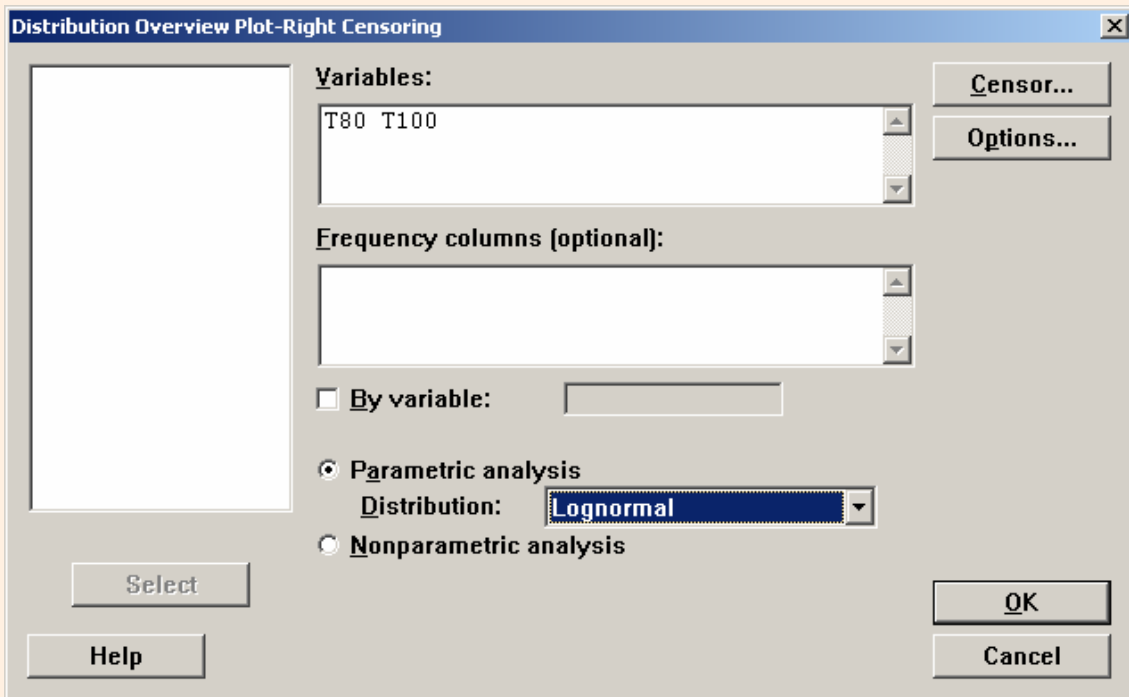 Distribution Overview Plot-Right Censoring
Variables:
T80 T100
Censor...
Options...
Frequency columns (optional):
By variable:
Parametric analysis
Distribution:
Lognormal
Nonparametric analysis
Select
OK
Help
Cancel